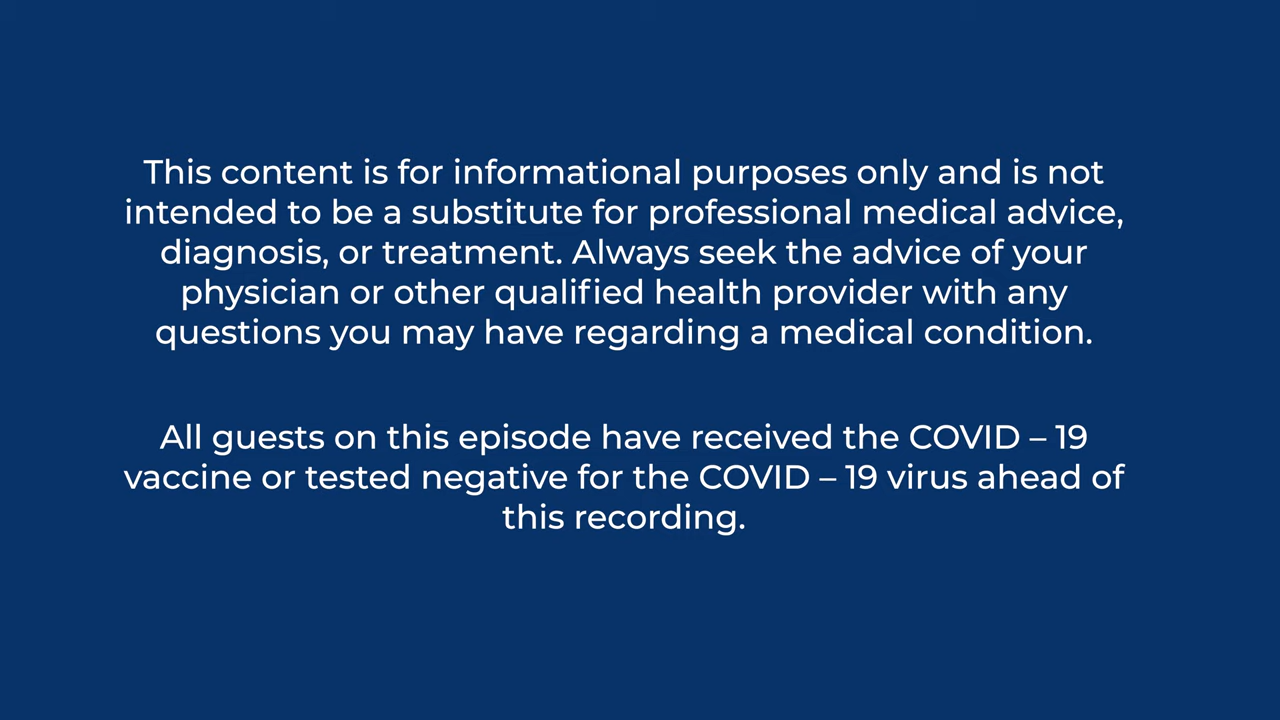 This content is for informational purposes only and is not
intended to be a substitute for professional medical advice,
diagnosis, or treatment. Always seek the advice of your
physician or other qualified health provider with any
questions you may have regarding a medical condition.
All guests on this episode have received the COVID – 19
vaccine or tested negative for the COVID – 19 virus ahead of
this recording.